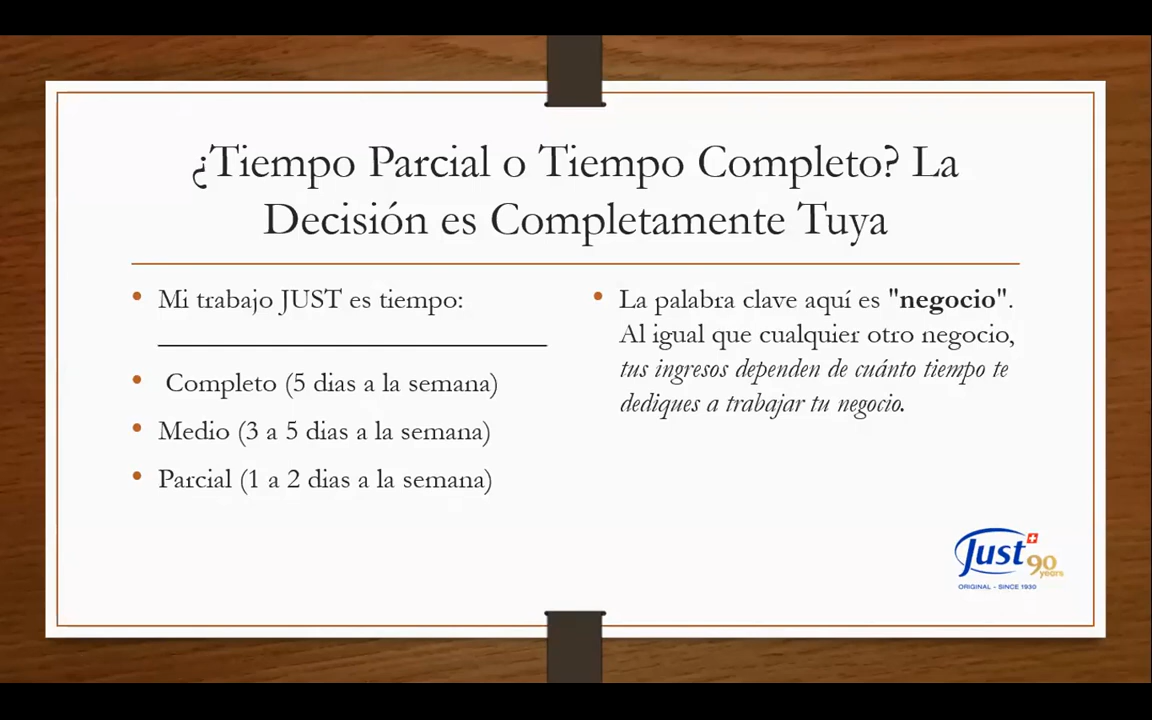 ¿Tiempo Parcial o Tiempo Completo? La
Decisión es Completamente Tuya
Mi trabajo JUST es tiempo:
Completo (5 dias a la semana)
Medio (3 a 5 dias a la semana)
Parcial (1 a 2 dias a la semana)
La palabra clave aquí es "negocio".
Al igual que cualquier otro negocio,
tus ingresos dependen de cuánto tiempo te
dediques a trabajar tu negocio.
Just
90
years
ORIGINAL - SINCE 1930